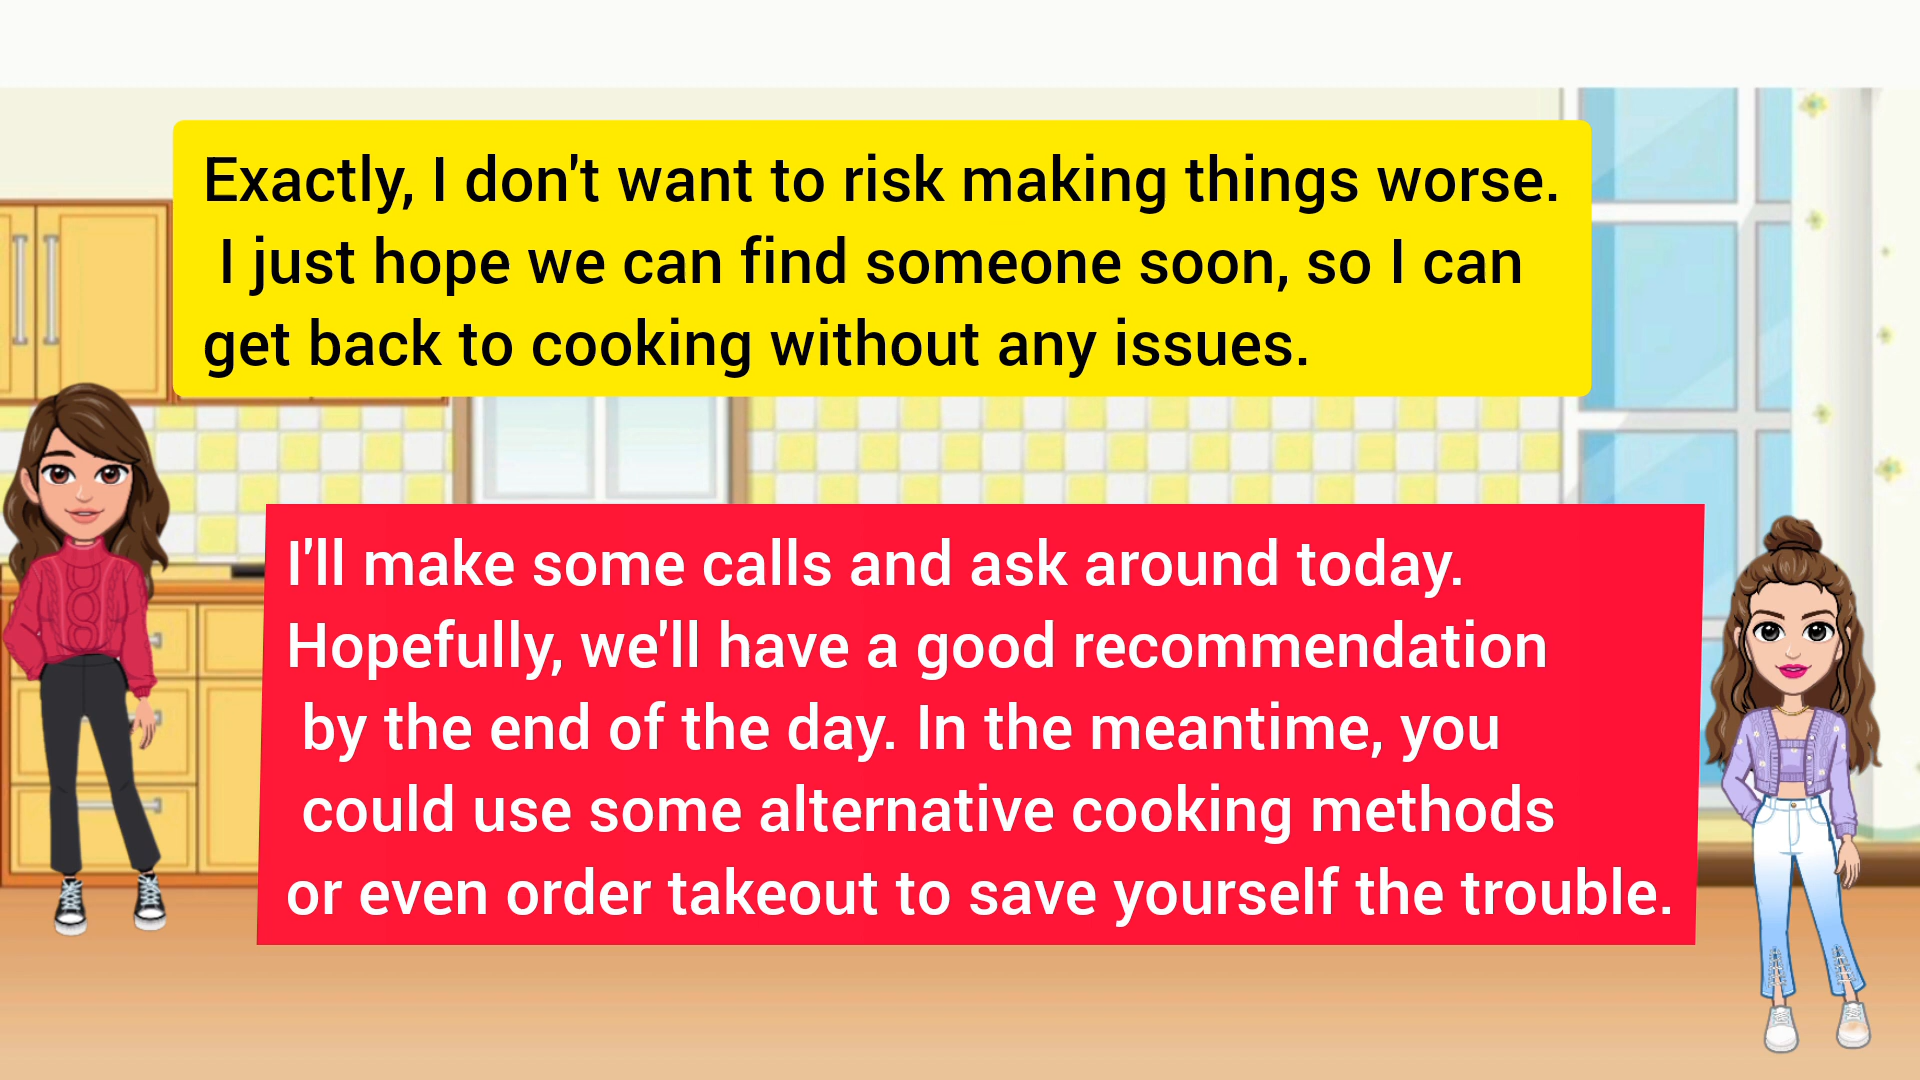 Exactly, I don't want to risk making things worse.
I just hope we can find someone soon, so I can
get back to cooking without any issues.
I'll make some calls and ask around today.
Hopefully, we'll have a good recommendation
by the end of the day. In the meantime, you
could use some alternative cooking methods
or even order takeout to save yourself the trouble.